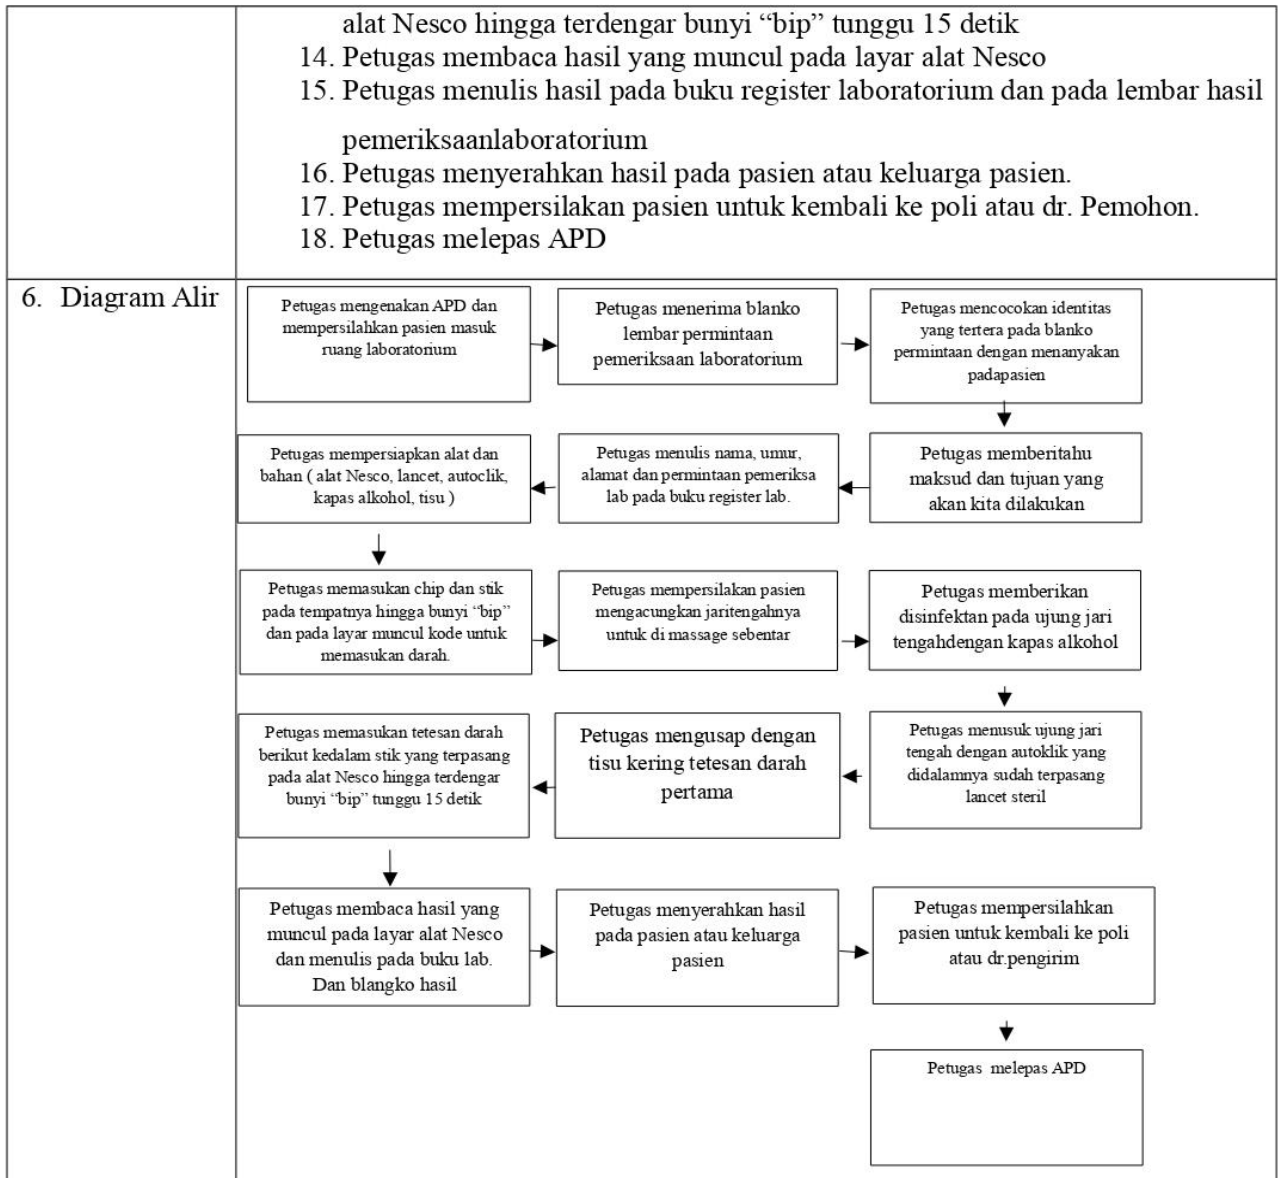 alat Nesco hingga terdengar bunyi “bip” tunggu 15 detik
14. Petugas membaca hasil yang muncul pada layar alat Nesco
15. Petugas menulis hasil pada buku register laboratorium dan pada lembar hasil
pemeriksaanlaboratorium
16. Petugas menyerahkan hasil pada pasien atau keluarga pasien.
17. Petugas mempersilakan pasien untuk kembali ke poli atau dr. Pemohon.
18. Petugas melepas APD
6. Diagram Alir
Petugas mengenakan APD dan
mempersilahkan pasien masuk
ruang laboratorium
Petugas menerima blanko
lembar permintaan
pemeriksaan laboratorium
Petugas mencocokan identitas
yang tertera pada blanko
permintaan dengan menanyakan
padapasien
Petugas memberitahu
maksud dan tujuan yang
akan kita dilakukan
Petugas menulis nama, umur,
alamat dan permintaan pemeriksa
lab pada buku register lab.
Petugas mempersiapkan alat dan
bahan ( alat Nesco, lancet, autoclik,
kapas alkohol, tisu )
Petugas memasukan chip dan stik
pada tempatnya hingga bunyi “bip”
dan pada layar muncul kode untuk
memasukan darah.
Petugas mempersilakan pasien
mengacungkan jaritengahnya
untuk di massage sebentar
Petugas memberikan
disinfektan pada ujung jari
tengahdengan kapas alkohol
Petugas menusuk ujung jari
tengah dengan autoklik yang
didalamnya sudah terpasang
lancet steril
Petugas mengusap dengan
tisu kering tetesan darah
pertama
Petugas memasukan tetesan darah
berikut kedalam stik yang terpasang
pada alat Nesco hingga terdengar
bunyi “bip” tunggu 15 detik
Petugas membaca hasil yang
muncul pada layar alat Nesco
dan menulis pada buku lab.
Dan blangko hasil
Petugas menyerahkan hasil
pada pasien atau keluarga
pasien
Petugas mempersilahkan
pasien untuk kembali ke poli
atau dr.pengirim
Petugas melepas APD